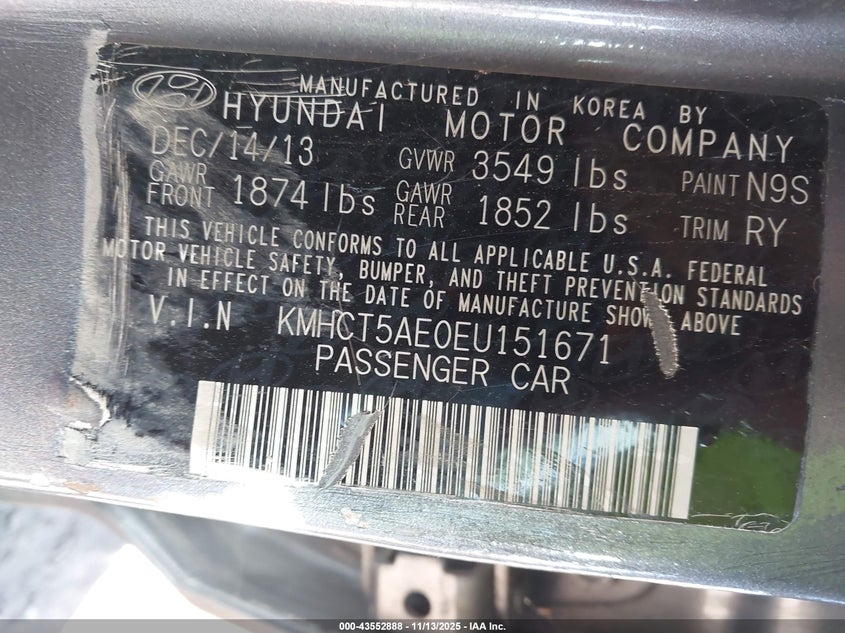 MANUFACTURED IN KOREA BY
HYUNDAI MOTOR COMPANY
DEC/14/13 GVWR 3549 lbs PAINT N9S
GAWR FRONT 1874 lbs GAWR REAR 1852 lbs TRIM RY
THIS VEHICLE CONFORMS TO ALL APPLICABLE U.S.A. FEDERAL
MOTOR VEHICLE SAFETY, BUMPER, AND THEFT PREVENTION STANDARDS
IN EFFECT ON THE DATE OF MANUFACTURE SHOWN ABOVE
V.I.N KMHCT5AE0EU151671
PASSENGER CAR
000-43552888 - 11/13/2025 - IAA Inc.